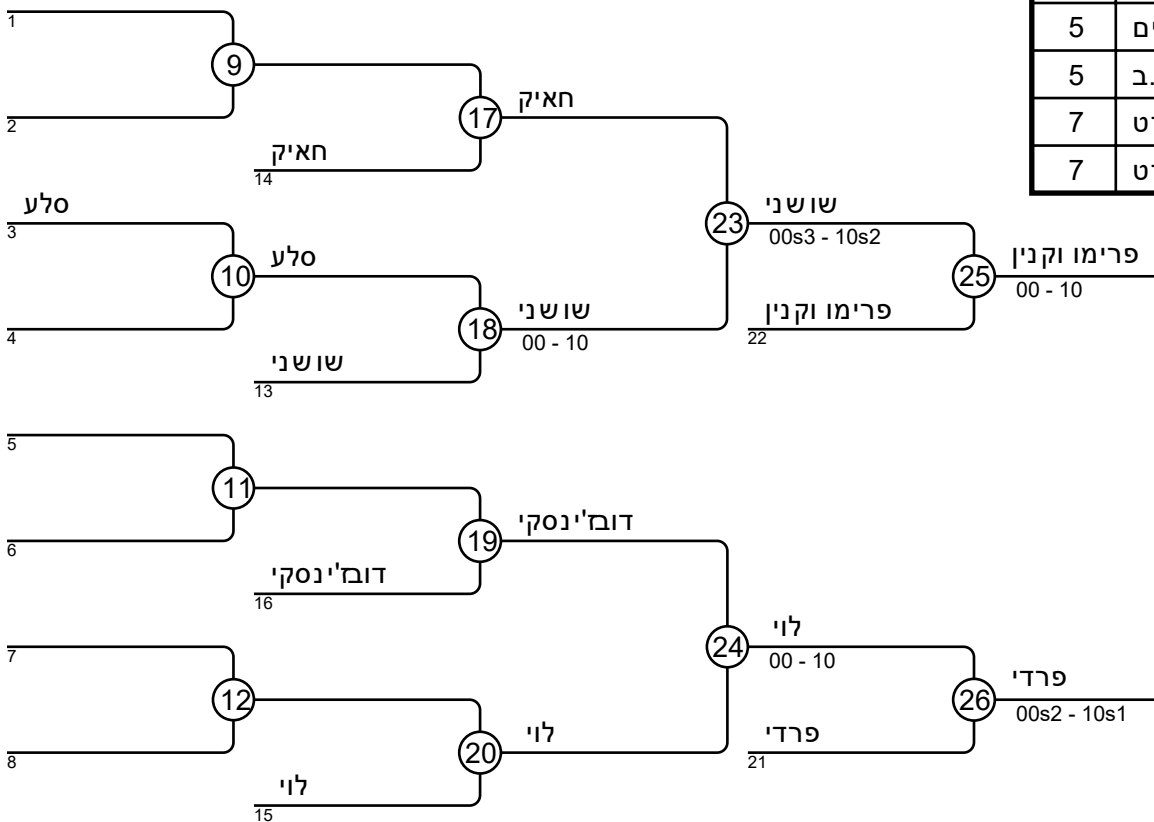 1
5 ים
9
5 ב.
2
17 חאיק
7 רט
חאיק
14
7 רט
סלע
3
23 שושני
00s3 - 10s2
10 סלע
25 פרימו וקנין
00 - 10
4
18 שושני
00 - 10
פרימו וקנין
22
שושני
13
5
11
6
19 דובז'ינסקי
דובז'ינסקי
16
7
24 לוי
00 - 10
12
26 פרדי
00s2 - 10s1
8
20 לוי
פרדי
21
לוי
15